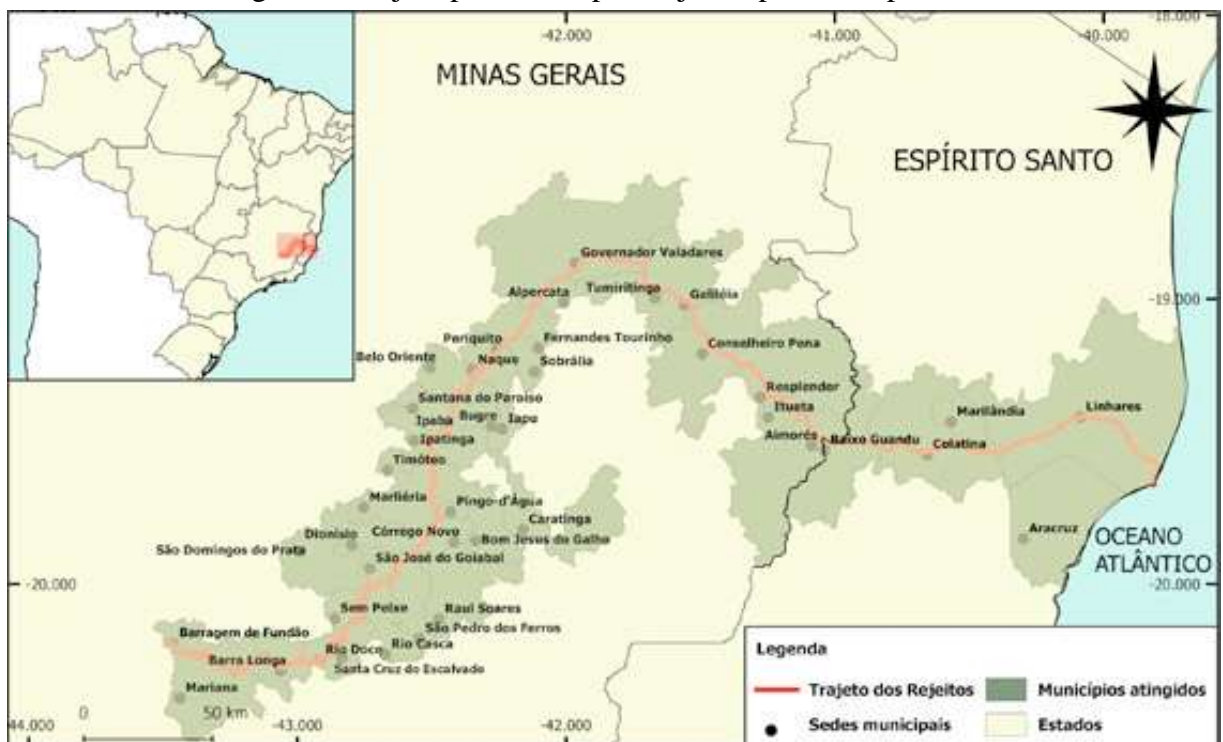 -42.000
-41.000
-40.000
-18.000
MINAS GERAIS
ESPÍRITO SANTO
Governador Valadares
Alpercata
Tumiritinga
Galiléia
-19.000
Periquito
Fernandes Tourinho
Conselheiro Pena
Belo Oriente
Naque
Sobrália
Resplendor
Santana do Paraíso
Itueta
Marilândia
Linhares
Ipaba
Bugre
Iapu
Ipatinga
Aimorés
Baixo Guandu
Colatina
Timóteo
Marliéria
Pingo-d'Água
Dionísio
Córrego Novo
Caratinga
Bom Jesus do Galho
São Domingos do Prata
São José do Goiabal
Aracruz
OCEANO
ATLÂNTICO
-20.000
-20.000
Sem Peixe
Raul Soares
São Pedro dos Ferros
Barragem de Fundão
Rio Doce
Rio Casca
Barra Longa
Santa Cruz do Escalvado
Mariana
Legenda
Trajeto dos Rejeitos
Municípios atingidos
Sedes municipais
Estados
0
50 km
-44.000
-43.000
-42.000